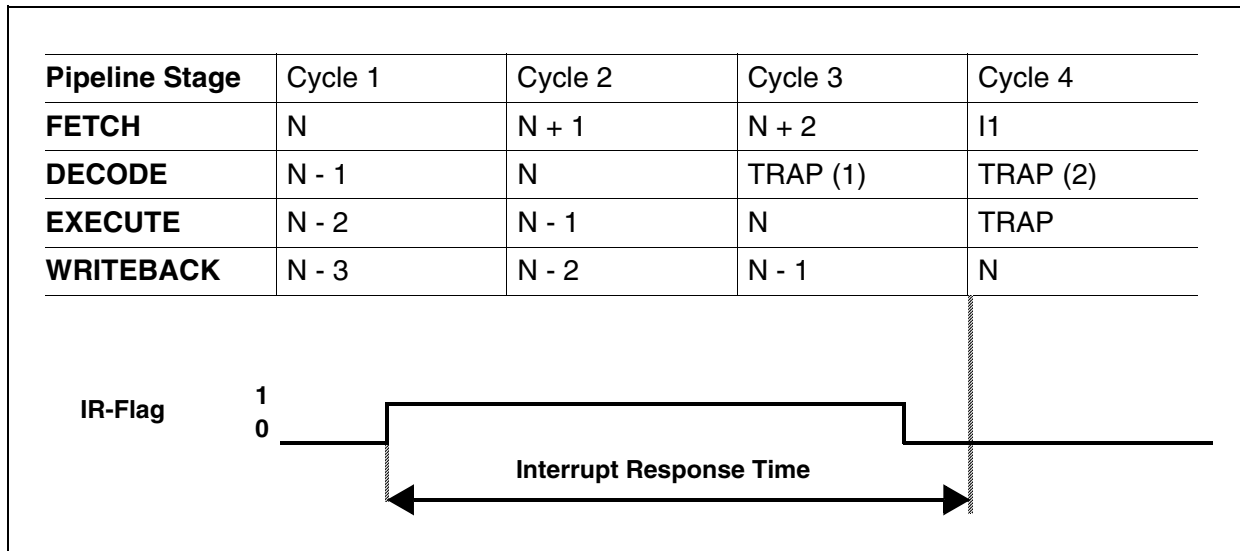 Pipeline Stage Cycle 1 Cycle 2 Cycle 3 Cycle 4
FETCH N N + 1 N + 2 I1
DECODE N - 1 N TRAP (1) TRAP (2)
EXECUTE N - 2 N - 1 N TRAP
WRITEBACK N - 3 N - 2 N - 1 N
1
IR-Flag
0
Interrupt Response Time